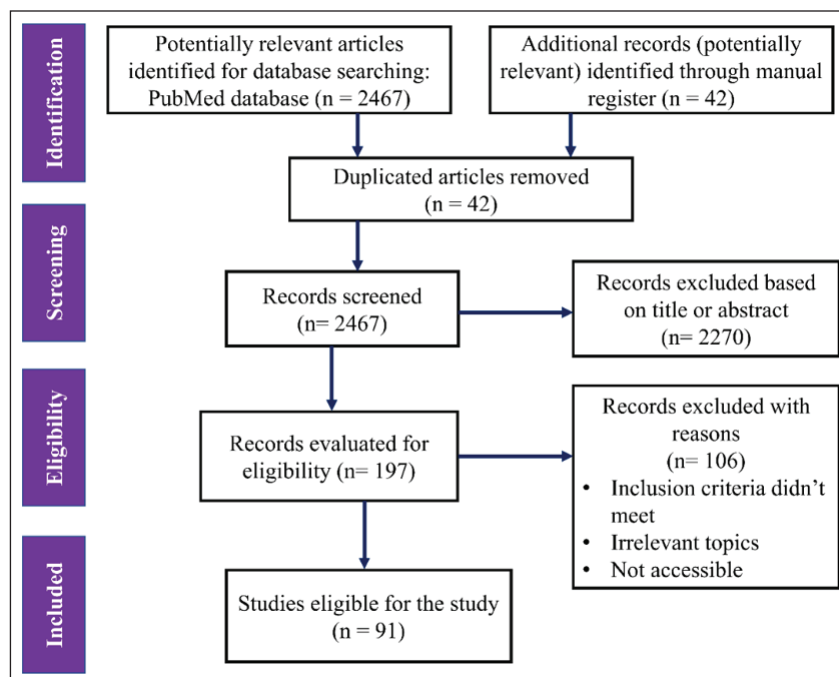 Identification
Potentially relevant articles
identified for database searching:
PubMed database (n = 2467)
Additional records (potentially
relevant) identified through manual
register (n = 42)
Duplicated articles removed
(n = 42)
Screening
Records screened
(n= 2467)
Records excluded based
on title or abstract
(n= 2270)
Eligibility
Records evaluated for
eligibility (n= 197)
Records excluded with
reasons
(n= 106)
• Inclusion criteria didn’t
meet
• Irrelevant topics
• Not accessible
Included
Studies eligible for the study
(n = 91)